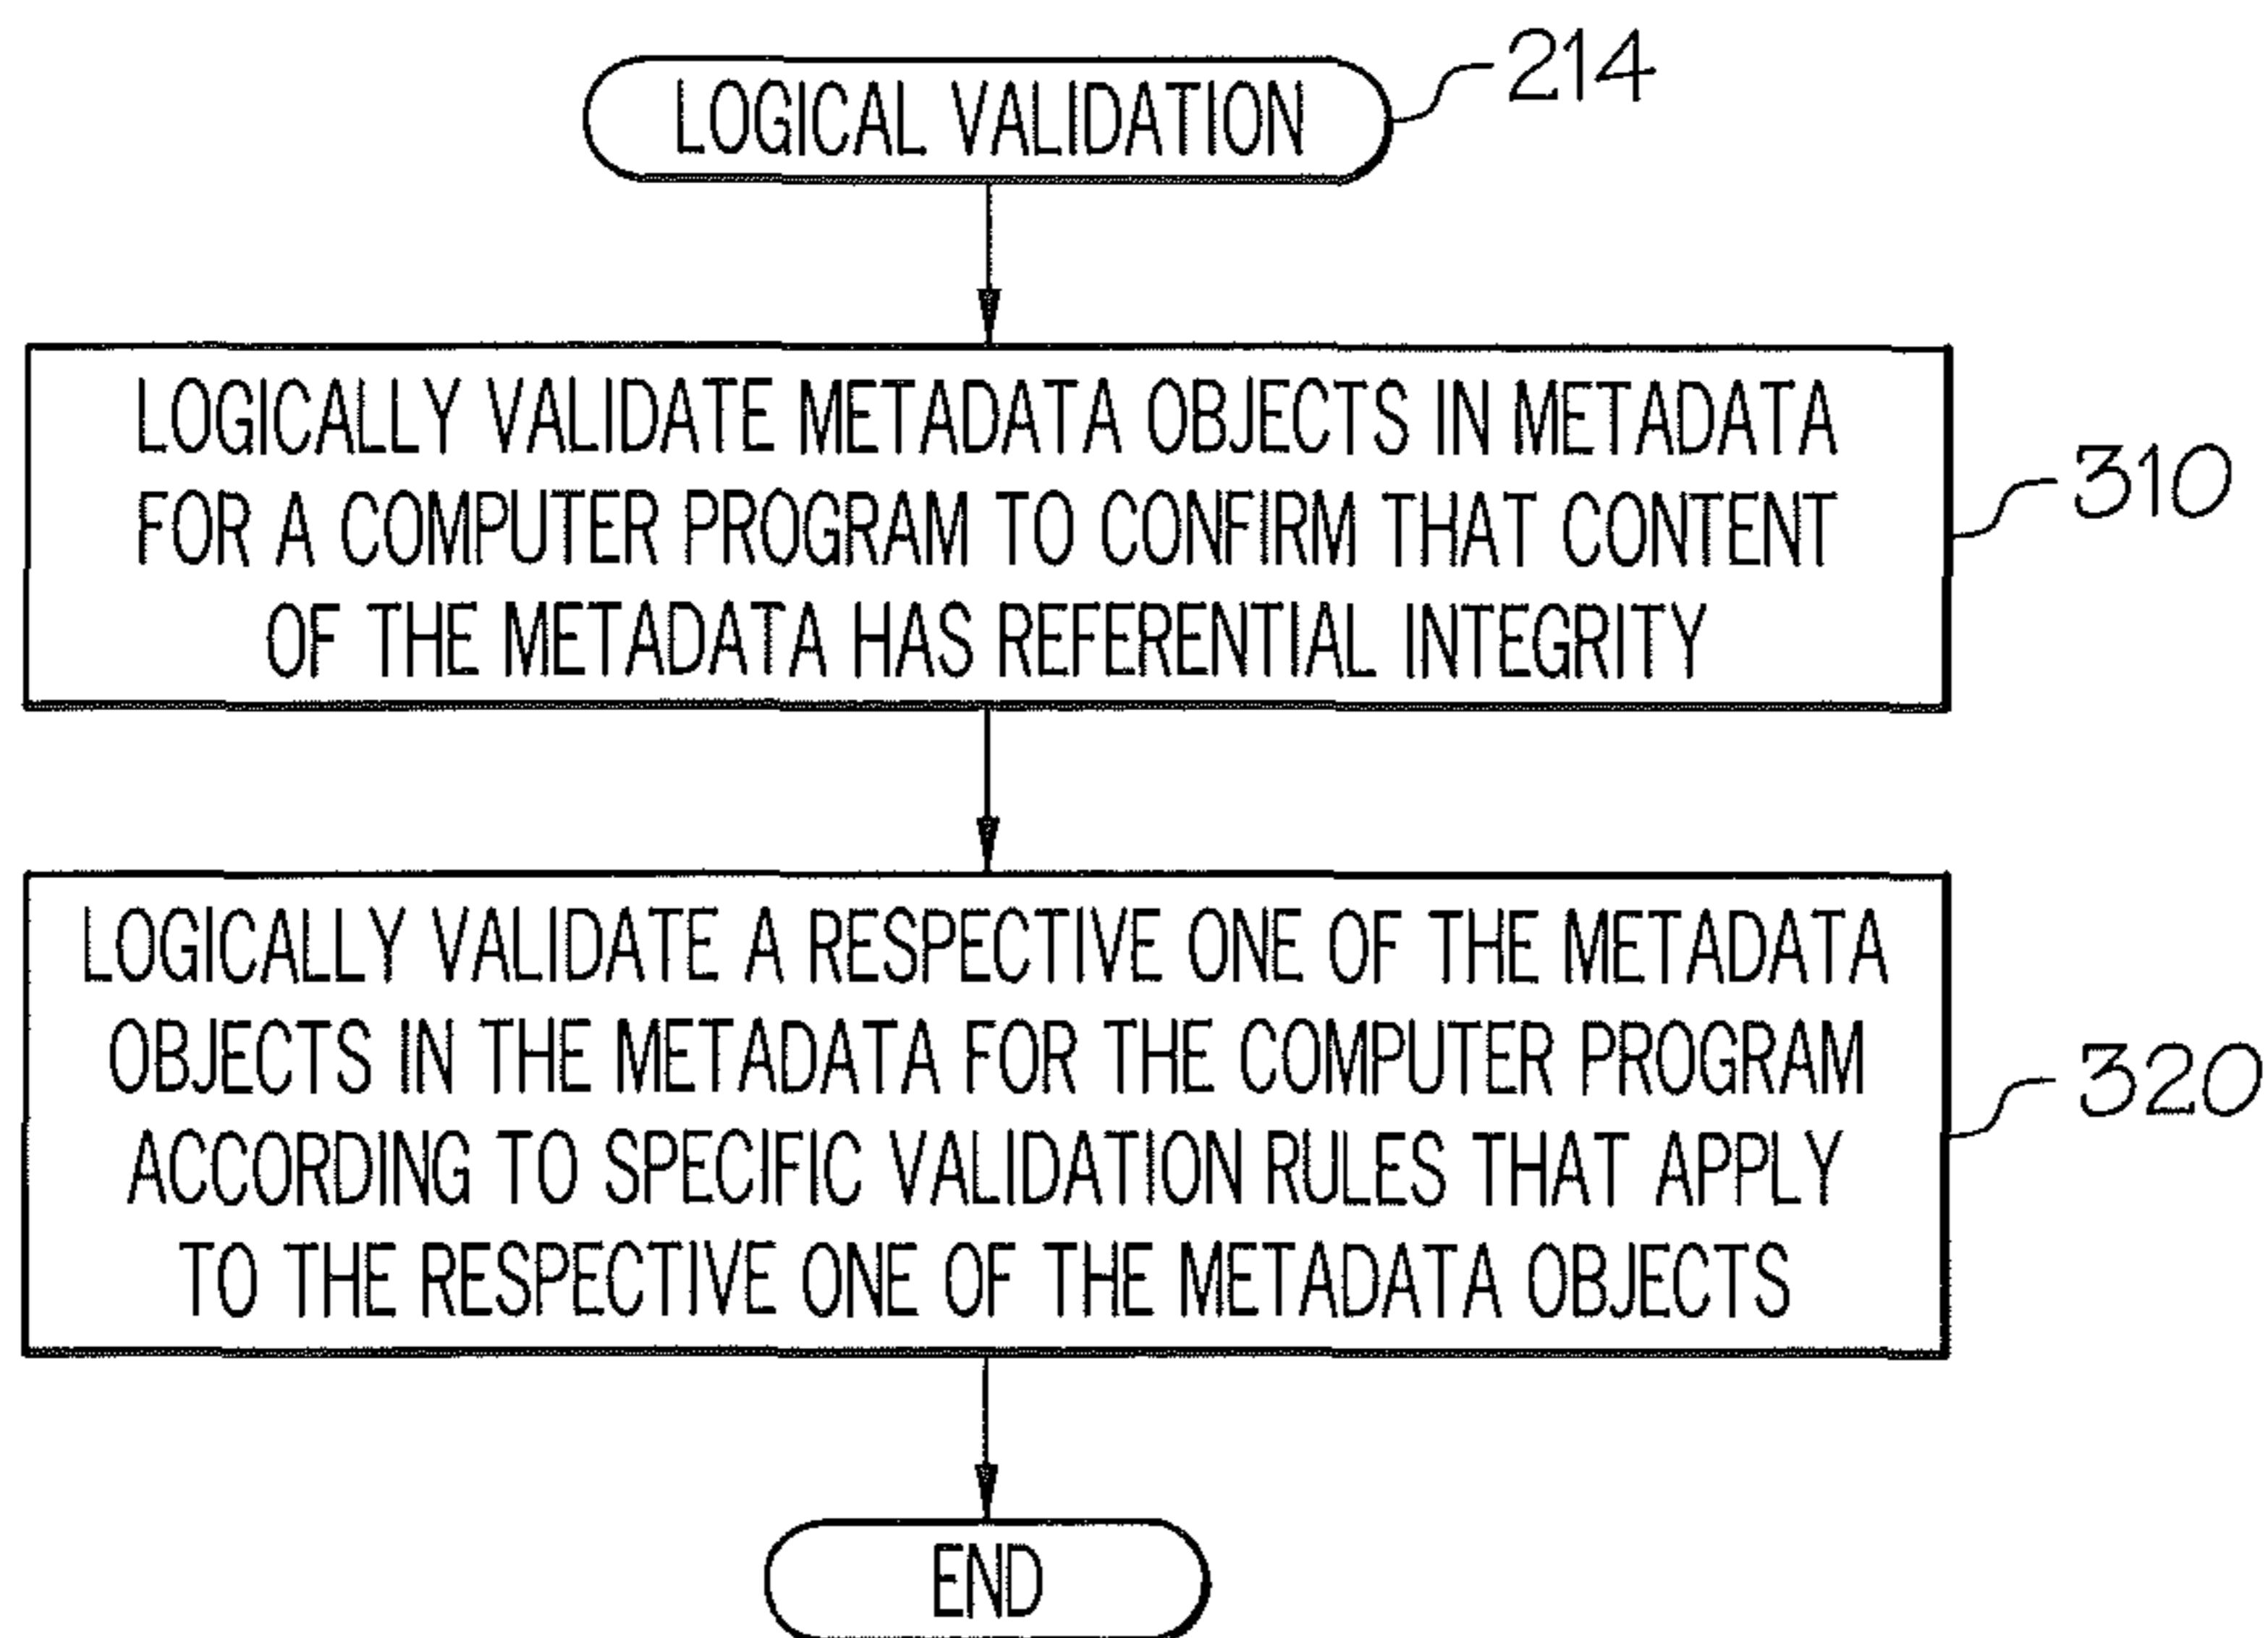 LOGICAL VALIDATION
214
LOGICALLY VALIDATE METADATA OBJECTS IN METADATA
FOR A COMPUTER PROGRAM TO CONFIRM THAT CONTENT
OF THE METADATA HAS REFERENTIAL INTEGRITY
310
LOGICALLY VALIDATE A RESPECTIVE ONE OF THE METADATA
OBJECTS IN THE METADATA FOR THE COMPUTER PROGRAM
ACCORDING TO SPECIFIC VALIDATION RULES THAT APPLY
TO THE RESPECTIVE ONE OF THE METADATA OBJECTS
320
END